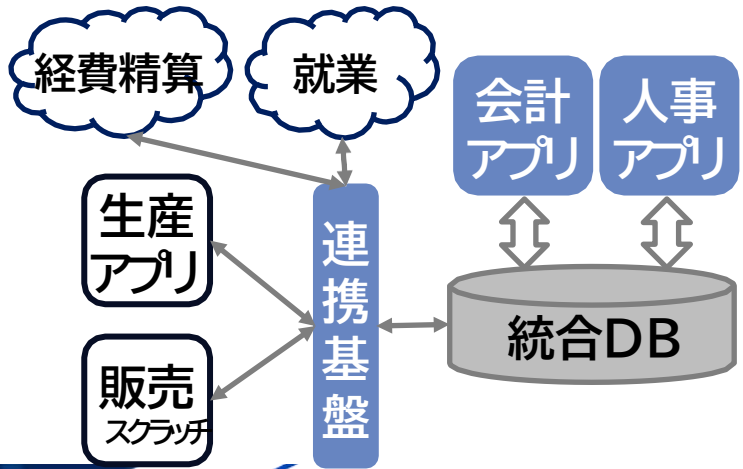 経費精算
就業
会計
アプリ
人事
アプリ
生産
アプリ
連携基盤
統合DB
販売
スクラッチ